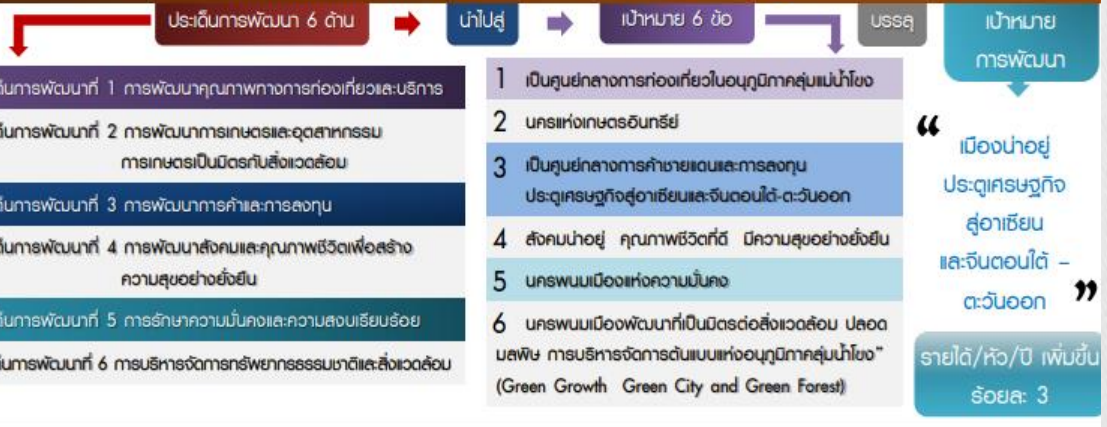 ประเด็นการพัฒนา 6 ด้าน
นำไปสู่
เป้าหมาย 6 ข้อ
บรรลุ
เป้าหมาย
การพัฒนา
ด็นการพัฒนาที่ 1 การพัฒนาคุณภาพทางการท่องเที่ยวและบริการ
ด็นการพัฒนาที่ 2 การพัฒนาการเกษตรและอุตสาหกรรม
การเกษตรเป็นมิตรกับสิ่งแวดล้อม
ด็นการพัฒนาที่ 3 การพัฒนาการค้าและการลงทุน
ด็นการพัฒนาที่ 4 การพัฒนาสังคมและคุณภาพชีวิตเพื่อสร้าง
ความสุขอย่างยั่งยืน
ด็นการพัฒนาที่ 5 การรักษาความมั่นคงและความสงบเรียบร้อย
ด็นการพัฒนาที่ 6 การบริหารจัดการทรัพยากรธรรมชาติและสิ่งแวดล้อม
1 เป็นศูนย์กลางการท่องเที่ยวในอนุภูมิภาคลุ่มแม่น้ำโขง
2 นครแห่งเกษตรอินทรีย์
3 เป็นศูนย์กลางการค้าชายแดนและการลงทุน
ประตูเศรษฐกิจสู่อาเซียนและจีนตอนใต้-ตะวันออก
4 สังคมน่าอยู่ คุณภาพชีวิตที่ดี มีความสุขอย่างยั่งยืน
5 นครพนมเมืองแห่งความมั่นคง
6 นครพนมเมืองพัฒนาที่เป็นมิตรต่อสิ่งแวดล้อม ปลอด
มลพิษ การบริหารจัดการต้นแบบแห่งอนุภูมิภาคลุ่มน้ำโขง"
(Green Growth Green City and Green Forest)
“ เมืองน่าอยู่
ประตูเศรษฐกิจ
สู่อาเซียน
และจีนตอนใต้ –
ตะวันออก ”
รายได้/หัว/ปี เพิ่มขึ้น
ร้อยละ 3